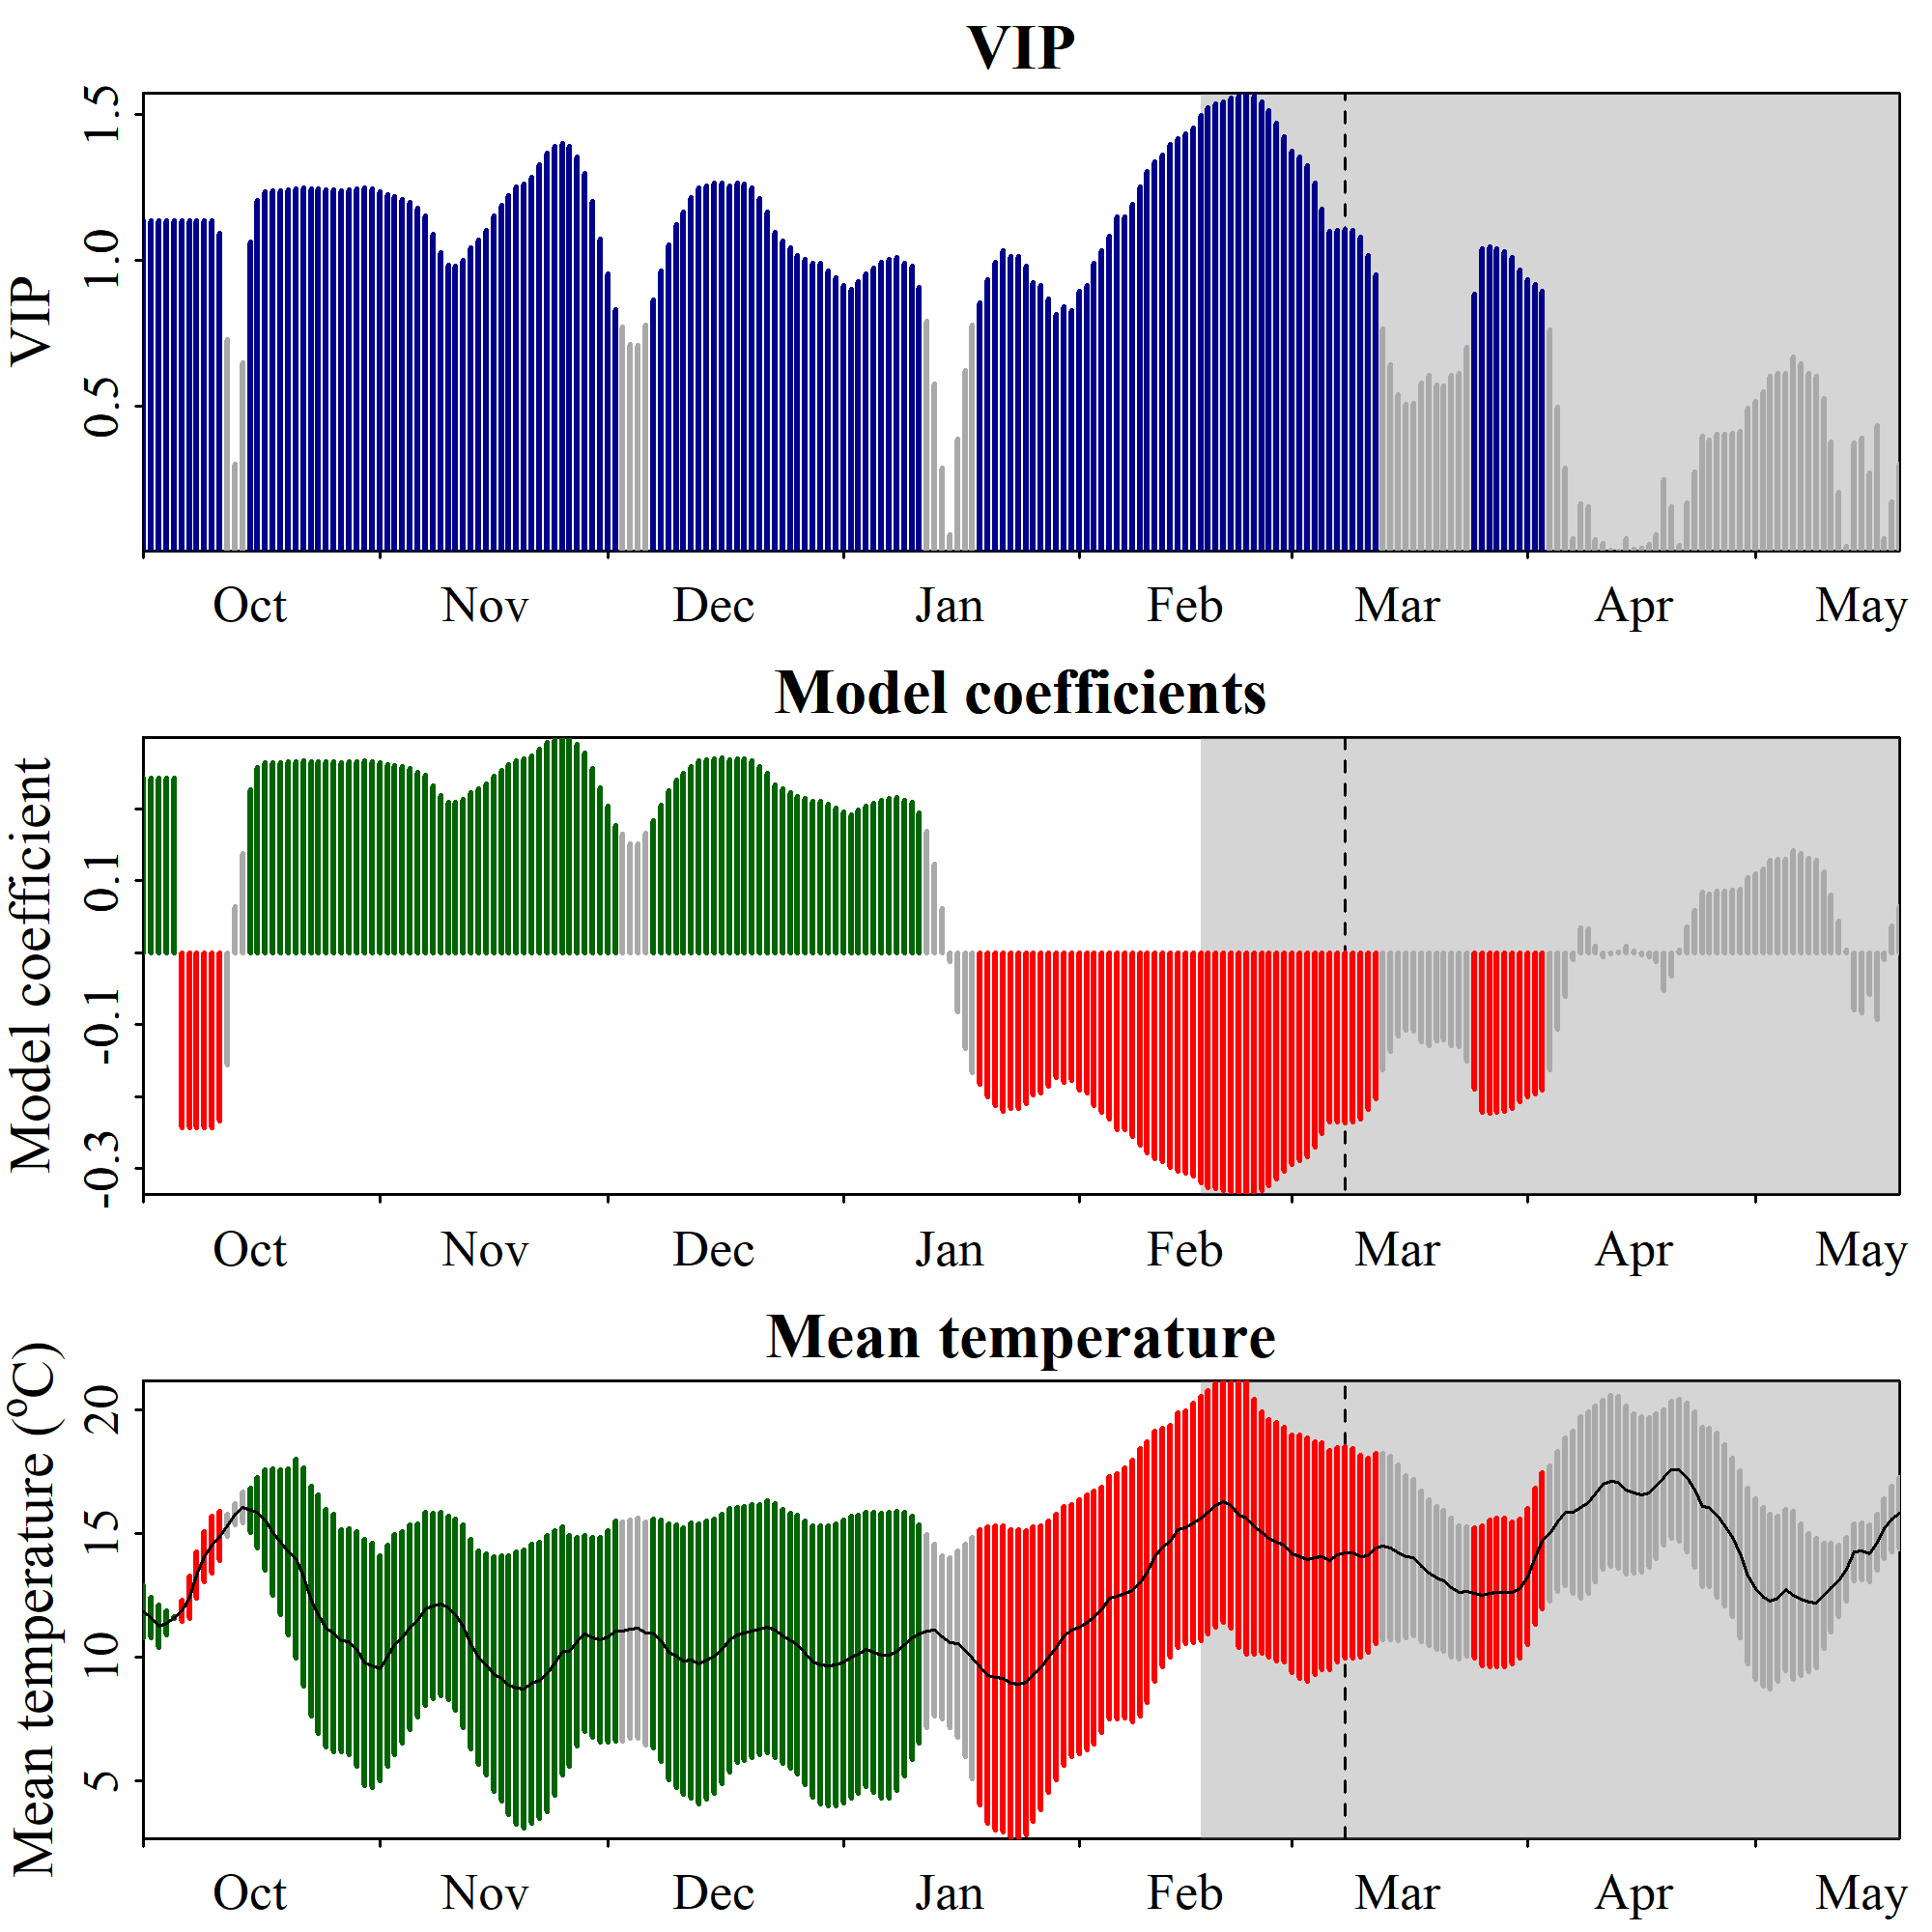 VIP
VIP
1.5
1.0
0.5
Oct Nov Dec Jan Feb Mar Apr May
Model coefficients
Model coefficient
0.1
-0.1
-0.3
Oct Nov Dec Jan Feb Mar Apr May
Mean temperature
Mean temperature (°C)
20
15
10
5
Oct Nov Dec Jan Feb Mar Apr May